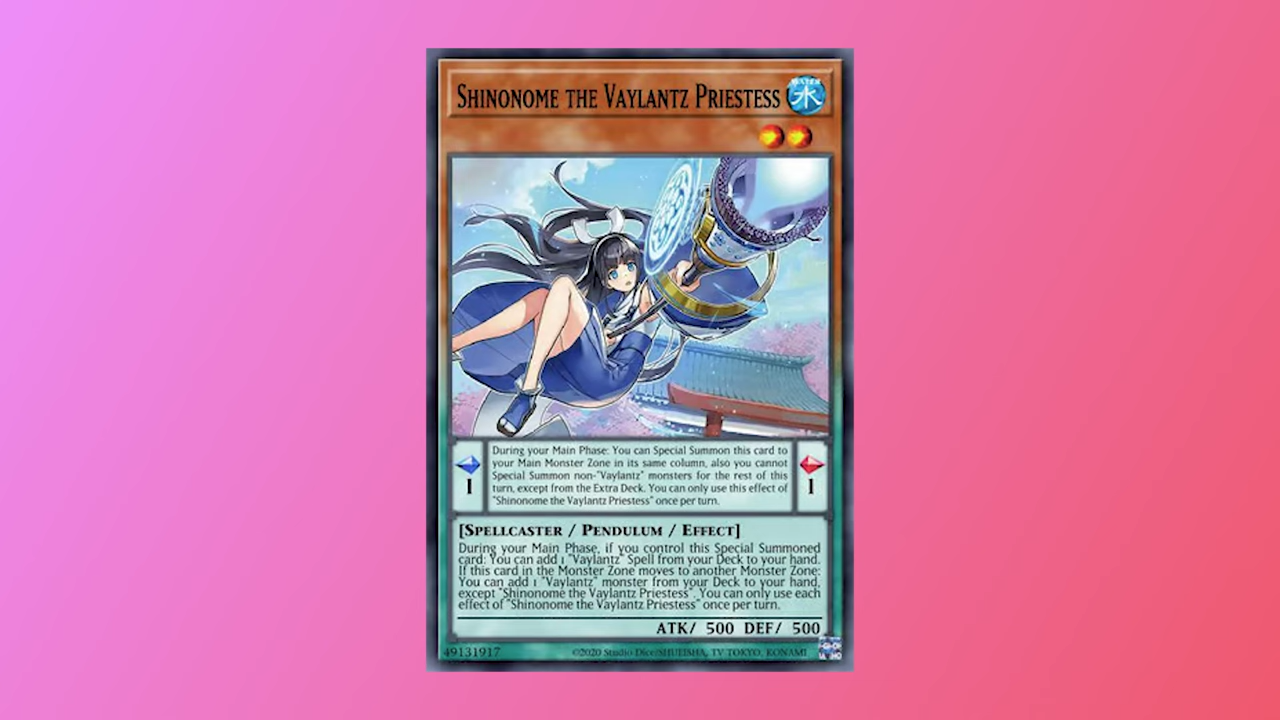 SHINONOME THE VAYLANTZ PRIESTESS
WATER
水
During your Main Phase: You can Special Summon this card to
your Main Monster Zone in its same column, also you cannot
Special Summon non-"Vaylantz" monsters for the rest of this
turn, except from the Extra Deck. You can only use this effect of
"Shinonome the Vaylantz Priestess" once per turn.
1 1
[SPELLCASTER / PENDULUM / EFFECT]
During your Main Phase, if you control this Special Summoned
card: You can add 1 "Vaylantz" Spell from your Deck to your hand.
If this card in the Monster Zone moves to another Monster Zone:
You can add 1 "Vaylantz" monster from your Deck to your hand,
except "Shinonome the Vaylantz Priestess". You can only use each
effect of "Shinonome the Vaylantz Priestess" once per turn.
ATK/ 500 DEF/ 500
49131917 ©2020 Studio Dice/SHUEISHA, TV TOKYO, KONAMI